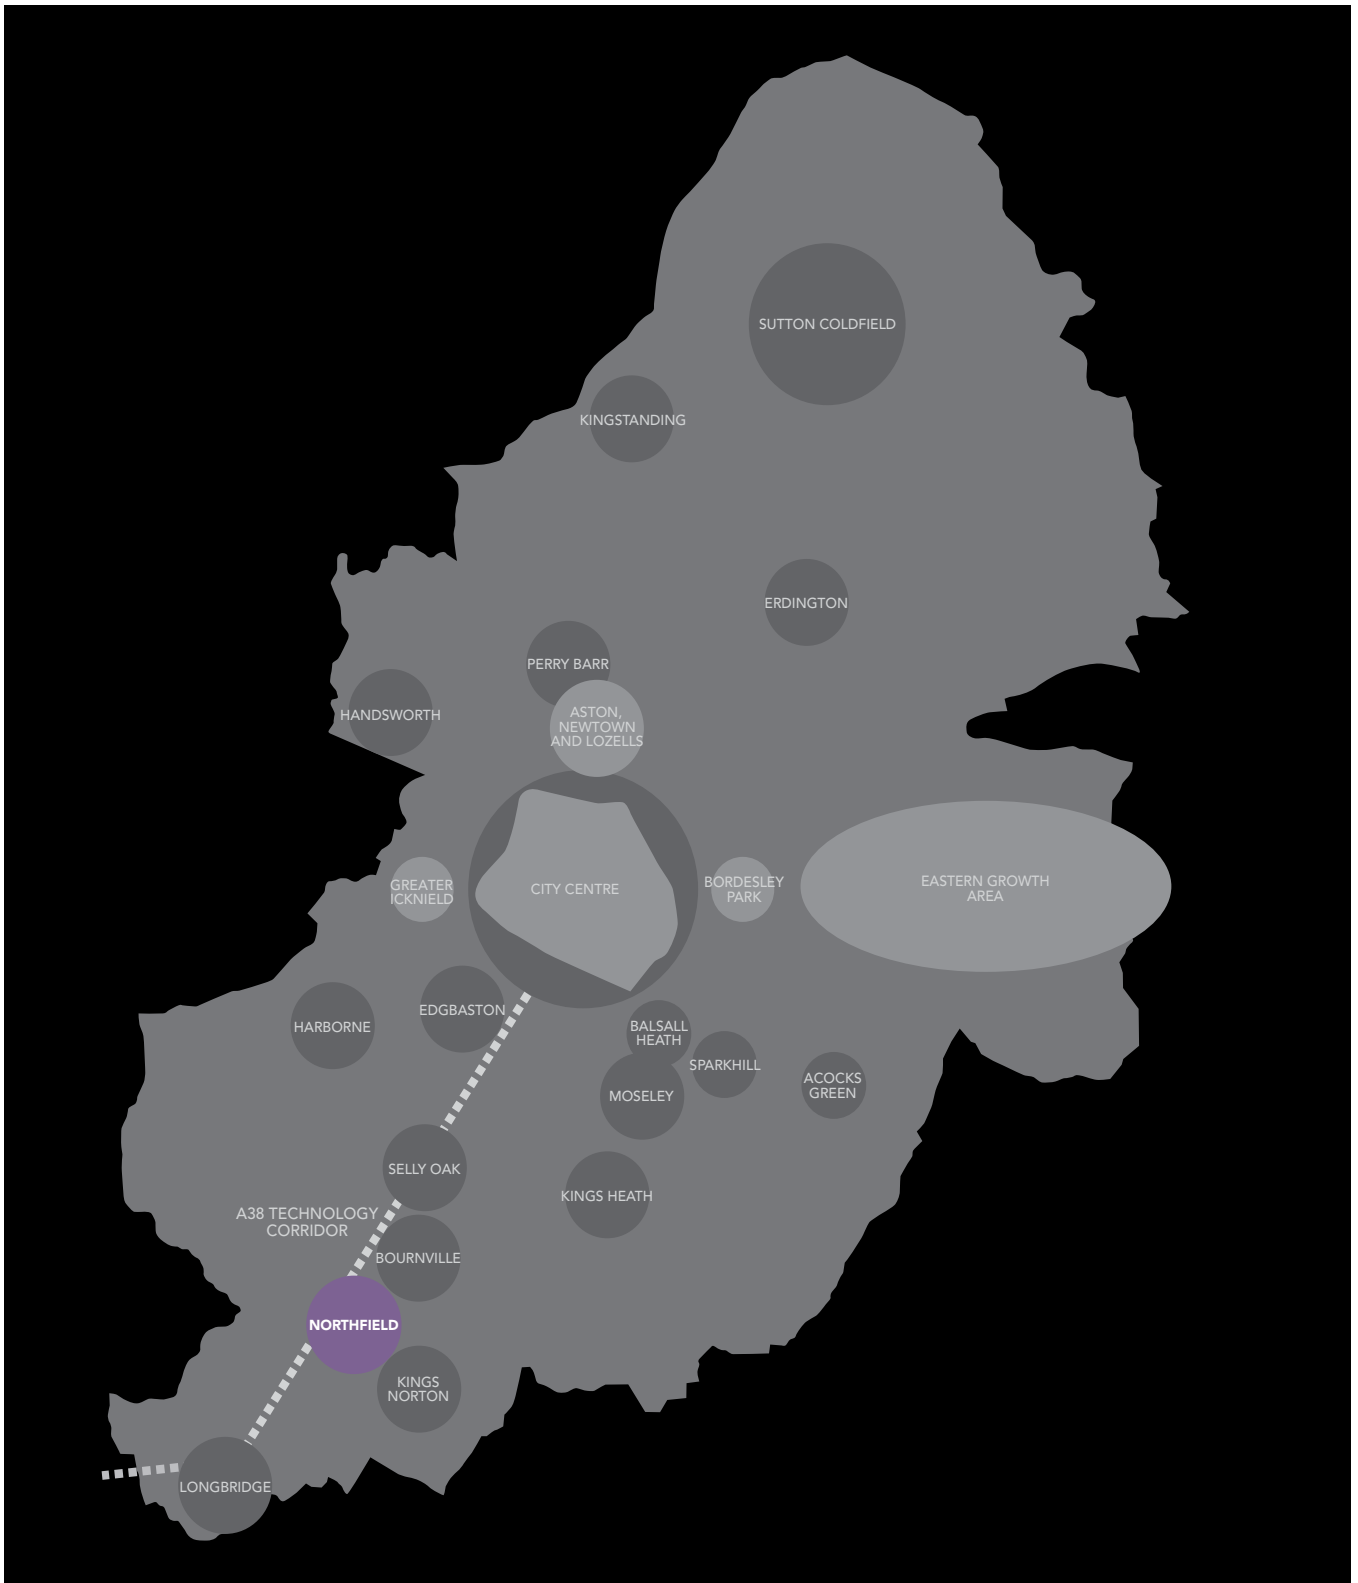 SUTTON COLDFIELD
KINGSTANDING
ERDINGTON
PERRY BARR
HANDSWORTH
ASTON,
NEWTOWN
AND LOZELLS
GREATER
ICKNIELD
CITY CENTRE
BORDESLEY
PARK
EASTERN GROWTH
AREA
HARBORNE
EDGBASTON
BALSALL
HEATH
SPARKHILL
MOSELEY
ACOCKS
GREEN
SELLY OAK
KINGS HEATH
A38 TECHNOLOGY
CORRIDOR
BOURNVILLE
NORTHFIELD
KINGS
NORTON
LONGBRIDGE